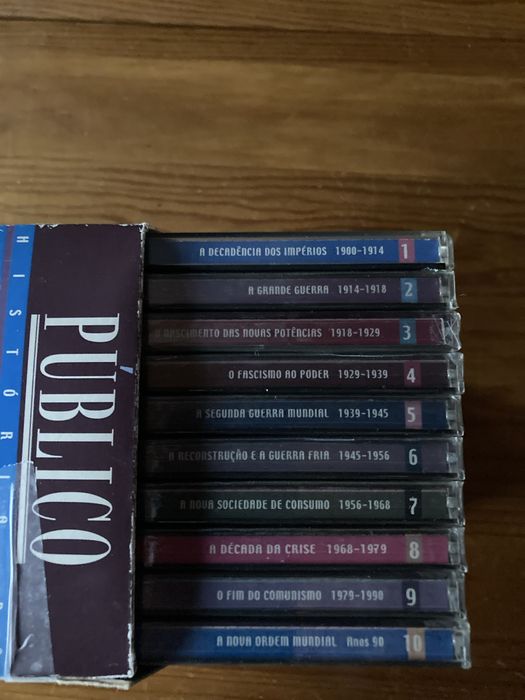 HISTÓRIA
PÚBLICO
A DECADÊNCIA DOS IMPÉRIOS 1900-1914 1
A GRANDE GUERRA 1914-1918 2
O NASCIMENTO DAS NOVAS POTÊNCIAS 1918-1929 3
O FASCISMO AO PODER 1929-1939 4
A SEGUNDA GUERRA MUNDIAL 1939-1945 5
A RECONSTRUÇÃO E A GUERRA FRIA 1945-1956 6
A NOVA SOCIEDADE DE CONSUMO 1956-1968 7
A DÉCADA DA CRISE 1968-1979 8
O FIM DO COMUNISMO 1979-1990 9
A NOVA ORDEM MUNDIAL Anos 90 10